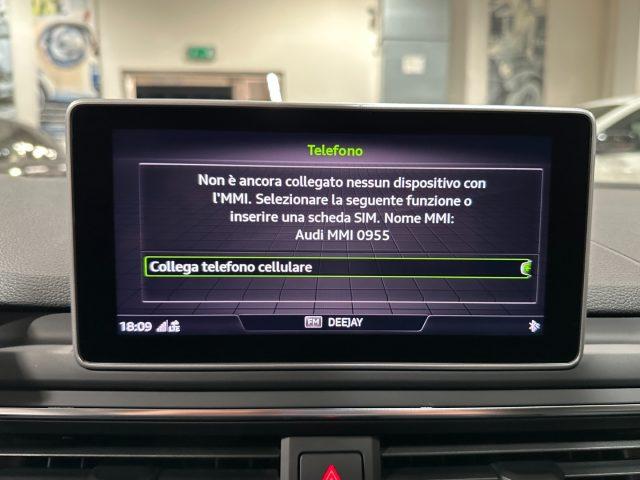 Telefono
Non è ancora collegato nessun dispositivo con
l'MMI. Selezionare la seguente funzione o
inserire una scheda SIM. Nome MMI:
Audi MMI 0955
Collega telefono cellulare
18:09 LTE FM DEEJAY